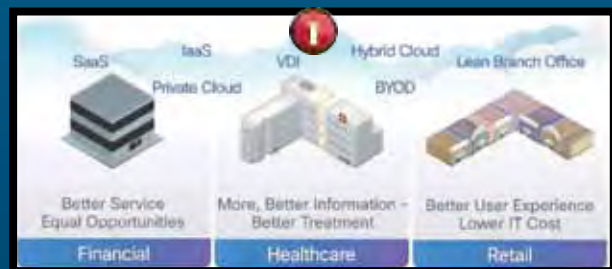 1
IaaS
Hybrid Cloud
SaaS
VDI
Lean Branch Office
Private Cloud
BYOD
Better Service
Equal Opportunities
More, Better Information -
Better Treatment
Better User Experience
Lower IT Cost
Financial
Healthcare
Retail